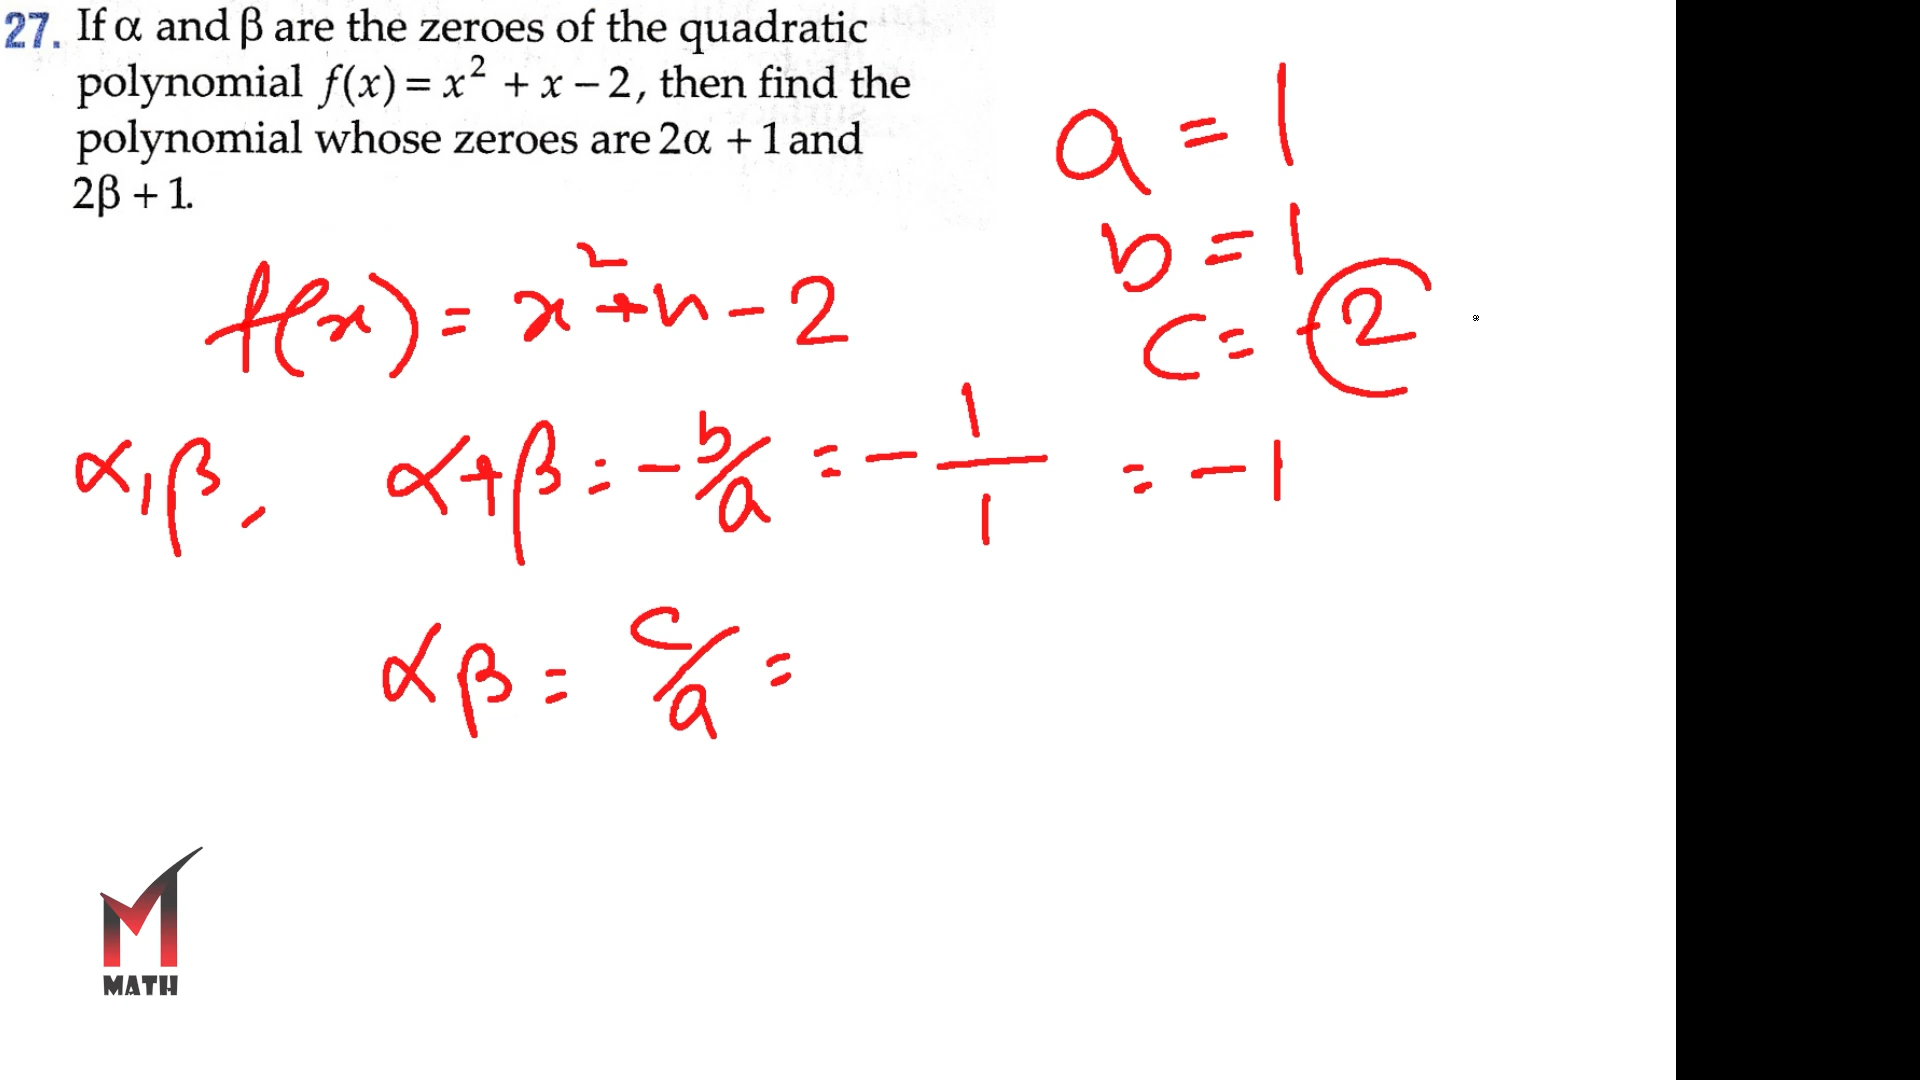 27. If α and β are the zeroes of the quadratic
polynomial f(x) = x² + x – 2, then find the
polynomial whose zeroes are 2α + 1 and
2β + 1.
a = 1
b = 1
c = -2
f(x) = x² + x - 2
α, β, α+β = -b/a = - 1/1 = -1
αβ = c/a =
MATH